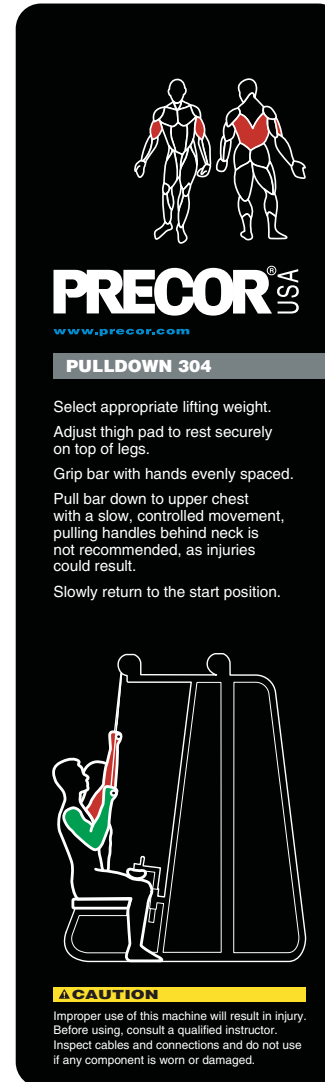 PRECOR® USA
www.precor.com
PULLDOWN 304
Select appropriate lifting weight.
Adjust thigh pad to rest securely
on top of legs.
Grip bar with hands evenly spaced.
Pull bar down to upper chest
with a slow, controlled movement,
pulling handles behind neck is
not recommended, as injuries
could result.
Slowly return to the start position.
CAUTION
Improper use of this machine will result in injury.
Before using, consult a qualified instructor.
Inspect cables and connections and do not use
if any component is worn or damaged.